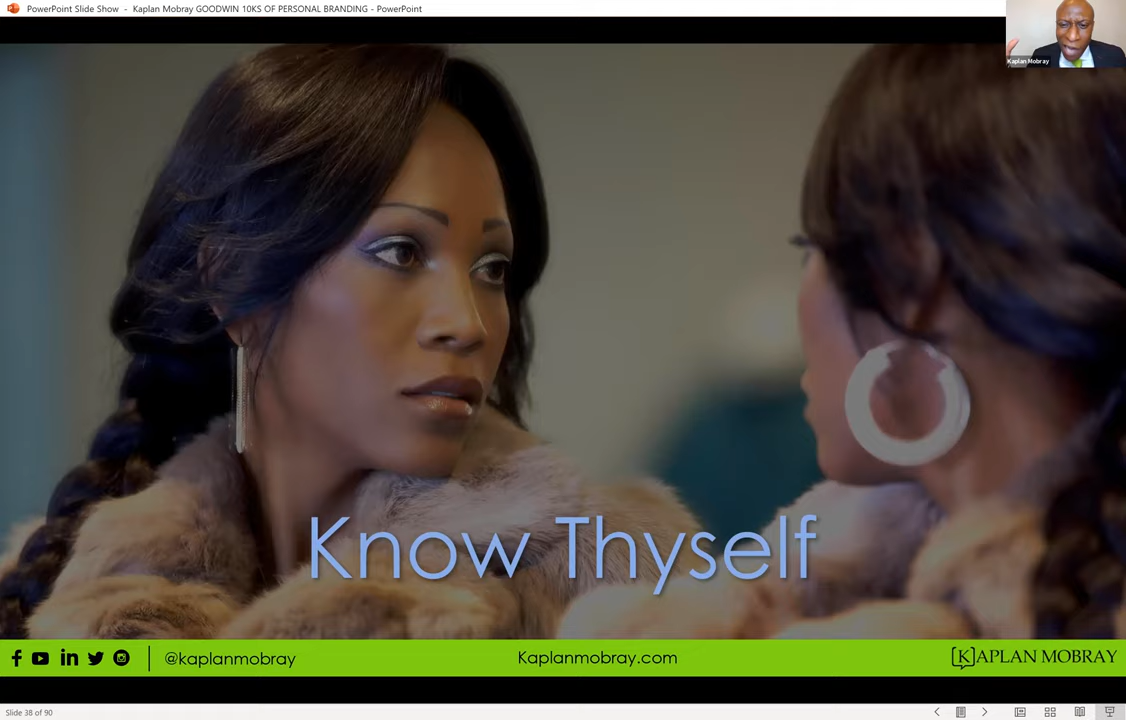 PowerPoint Slide Show - Kaplan Mobray GOODWIN 10KS OF PERSONAL BRANDING - PowerPoint
Kaplan Mobray
Know Thyself
@kaplanmobray
Kaplanmobray.com
[K]APLAN MOBRAY
Slide 38 of 90